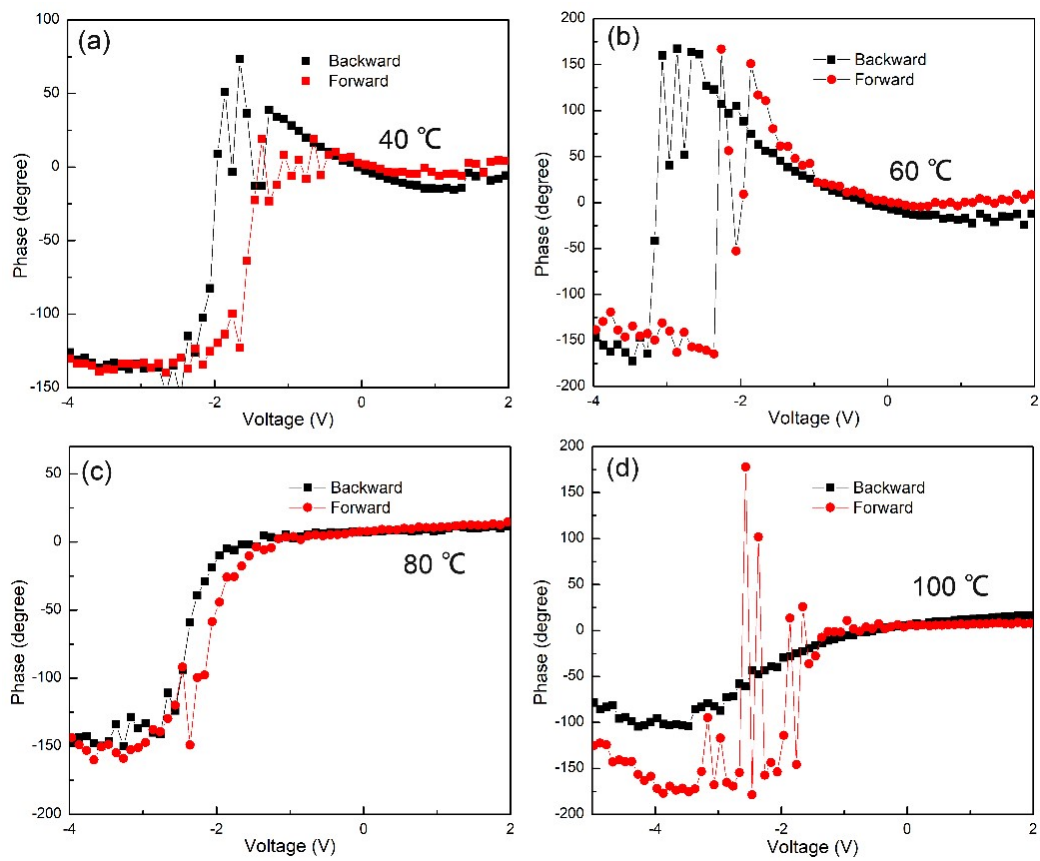 (a)
Backward
Forward
40 ℃
100
50
0
-50
-100
-150
Phase (degree)
-4
-2
0
2
Voltage (V)
(b)
Backward
Forward
60 ℃
200
150
100
50
0
-50
-100
-150
-200
Phase (degree)
-4
-2
0
2
Voltage (V)
(c)
Backward
Forward
80 ℃
50
0
-50
-100
-150
-200
Phase (degree)
-4
-2
0
2
Voltage (V)
(d)
Backward
Forward
100 ℃
200
150
100
50
0
-50
-100
-150
-200
Phase (degree)
-4
-2
0
2
Voltage (V)